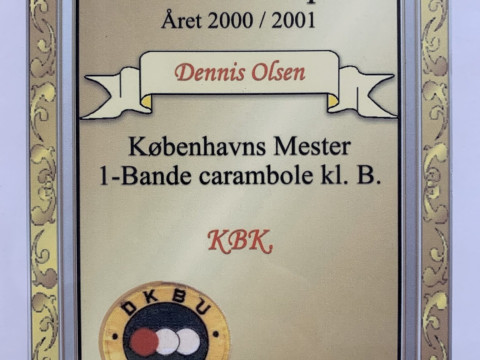 Året 2000 / 2001
Dennis Olsen
Københavns Mester
1-Bande carambole kl. B.
KBK
DKBU